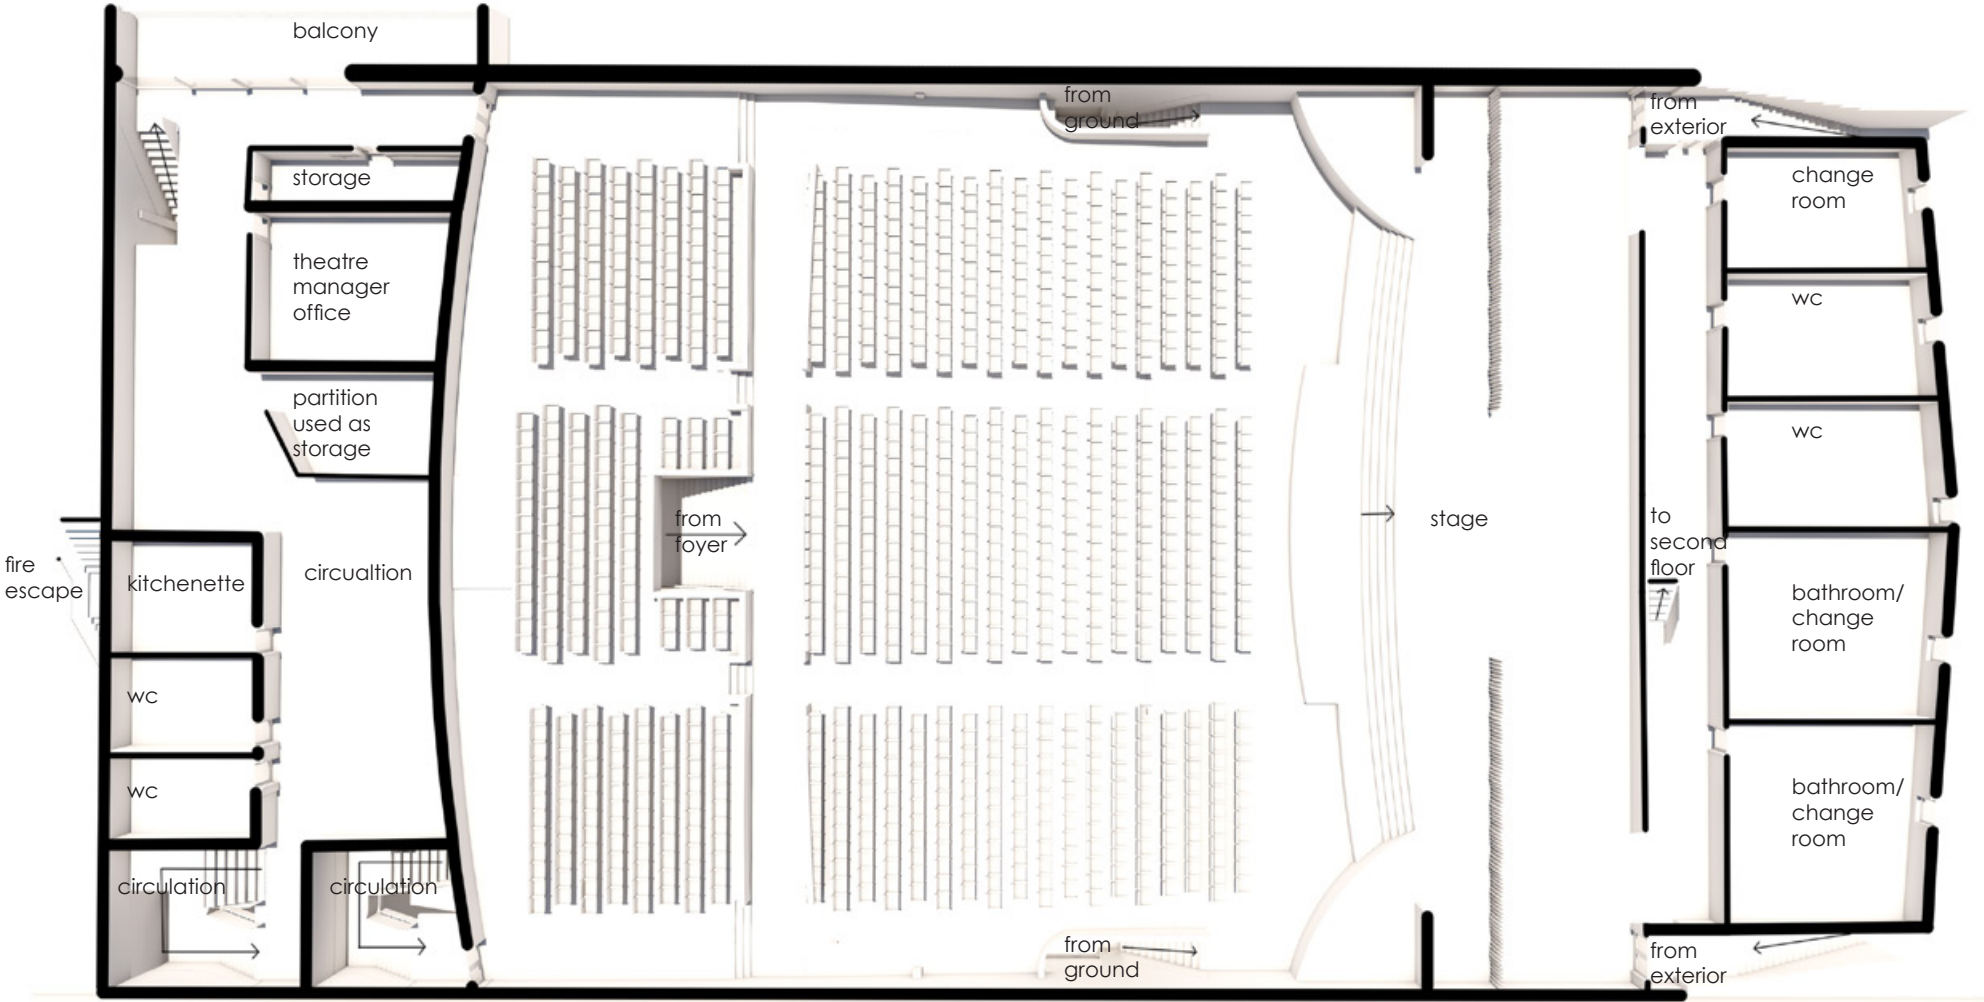 balcony
from
ground
from
exterior
storage
change
room
theatre
manager
office
wc
partition
used as
storage
wc
from
foyer
stage
to
second
floor
fire
escape
kitchenette
circualtion
bathroom/
change
room
wc
wc
bathroom/
change
room
circulation
circulation
from
ground
from
exterior